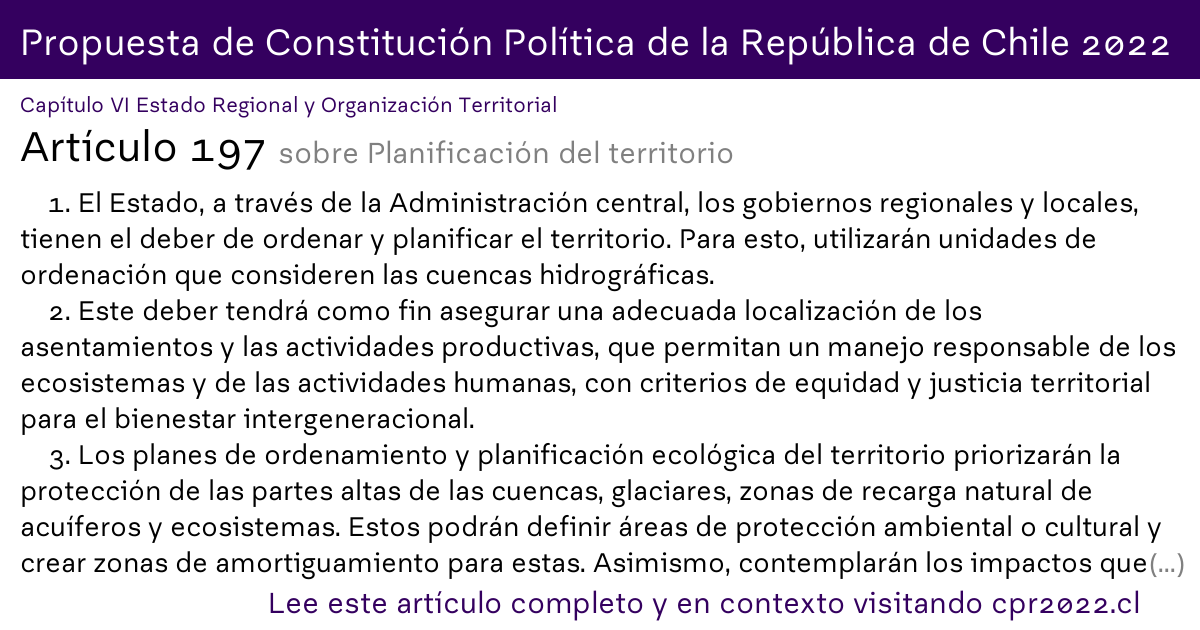 Propuesta de Constitución Política de la República de Chile 2022
Capítulo VI Estado Regional y Organización Territorial
Artículo 197 sobre Planificación del territorio
1. El Estado, a través de la Administración central, los gobiernos regionales y locales,
tienen el deber de ordenar y planificar el territorio. Para esto, utilizarán unidades de
ordenación que consideren las cuencas hidrográficas.
2. Este deber tendrá como fin asegurar una adecuada localización de los
asentamientos y las actividades productivas, que permitan un manejo responsable de los
ecosistemas y de las actividades humanas, con criterios de equidad y justicia territorial
para el bienestar intergeneracional.
3. Los planes de ordenamiento y planificación ecológica del territorio priorizarán la
protección de las partes altas de las cuencas, glaciares, zonas de recarga natural de
acuíferos y ecosistemas. Estos podrán definir áreas de protección ambiental o cultural y
crear zonas de amortiguamiento para estas. Asimismo, contemplarán los impactos que(...)
Lee este artículo completo y en contexto visitando cpr2022.cl